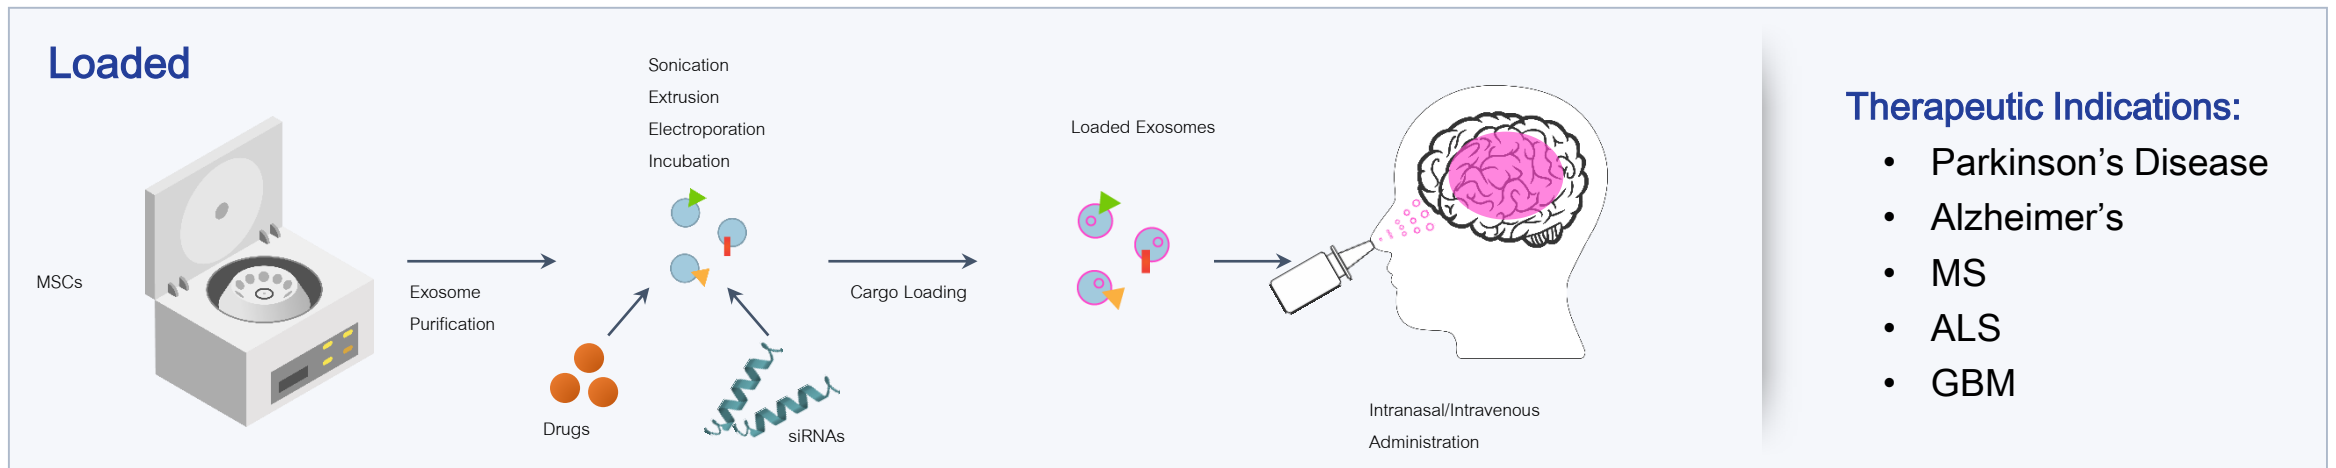 Loaded
MSCs
Exosome
Purification
Sonication
Extrusion
Electroporation
Incubation
Drugs
siRNAs
Cargo Loading
Loaded Exosomes
Intranasal/Intravenous
Administration
Therapeutic Indications:
• Parkinson’s Disease
• Alzheimer’s
• MS
• ALS
• GBM